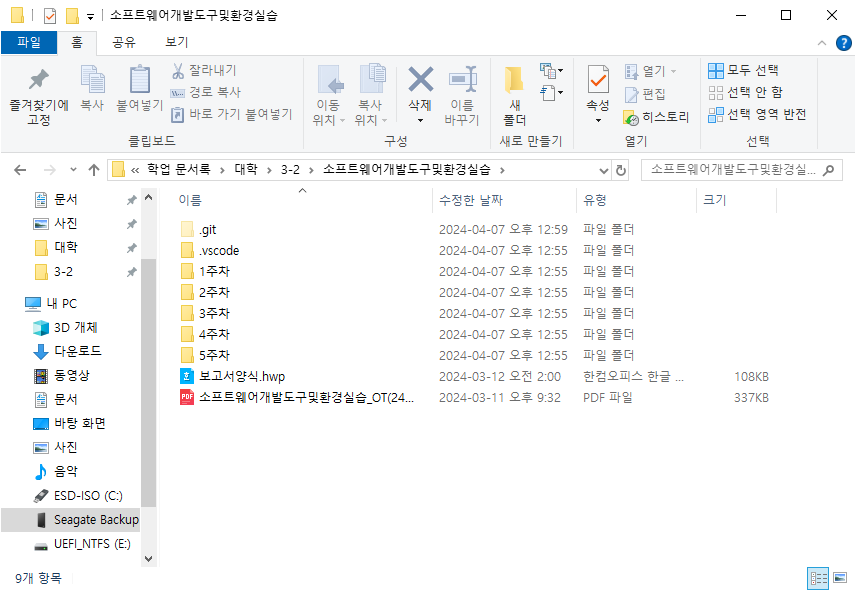 소프트웨어개발도구및환경실습
파일 홈 공유 보기
즐겨찾기에 고정
복사
붙여넣기
잘라내기
경로 복사
바로 가기 붙여넣기
클립보드
이동 위치
복사 위치
삭제
이름 바꾸기
구성
새 폴더
새로 만들기
속성
열기
편집
히스토리
열기
모두 선택
선택 안 함
선택 영역 반전
선택
« 학업 문서록 > 대학 > 3-2 > 소프트웨어개발도구및환경실습 >
소프트웨어개발도구및환경실...
문서
사진
대학
3-2
내 PC
3D 개체
다운로드
동영상
문서
바탕 화면
사진
음악
ESD-ISO (C:)
Seagate Backup
UEFI_NTFS (E:)
이름 수정한 날짜 유형 크기
.git 2024-04-07 오후 12:59 파일 폴더
.vscode 2024-04-07 오후 12:55 파일 폴더
1주차 2024-04-07 오후 12:55 파일 폴더
2주차 2024-04-07 오후 12:55 파일 폴더
3주차 2024-04-07 오후 12:55 파일 폴더
4주차 2024-04-07 오후 12:55 파일 폴더
5주차 2024-04-07 오후 12:55 파일 폴더
보고서양식.hwp 2024-03-12 오전 2:00 한컴오피스 한글 ... 108KB
PDF 소프트웨어개발도구및환경실습_OT(24... 2024-03-11 오후 9:32 PDF 파일 337KB
9개 항목